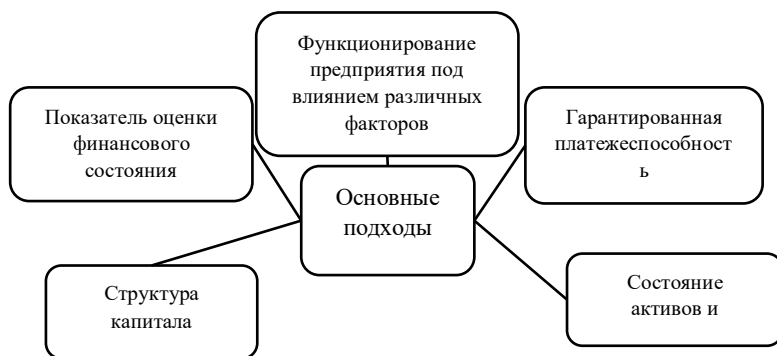 Функционирование
предприятия под
влиянием различных
факторов
Показатель оценки
финансового
состояния
Гарантированная
платежеспособност
ь
Основные
подходы
Структура
капитала
Состояние
активов и